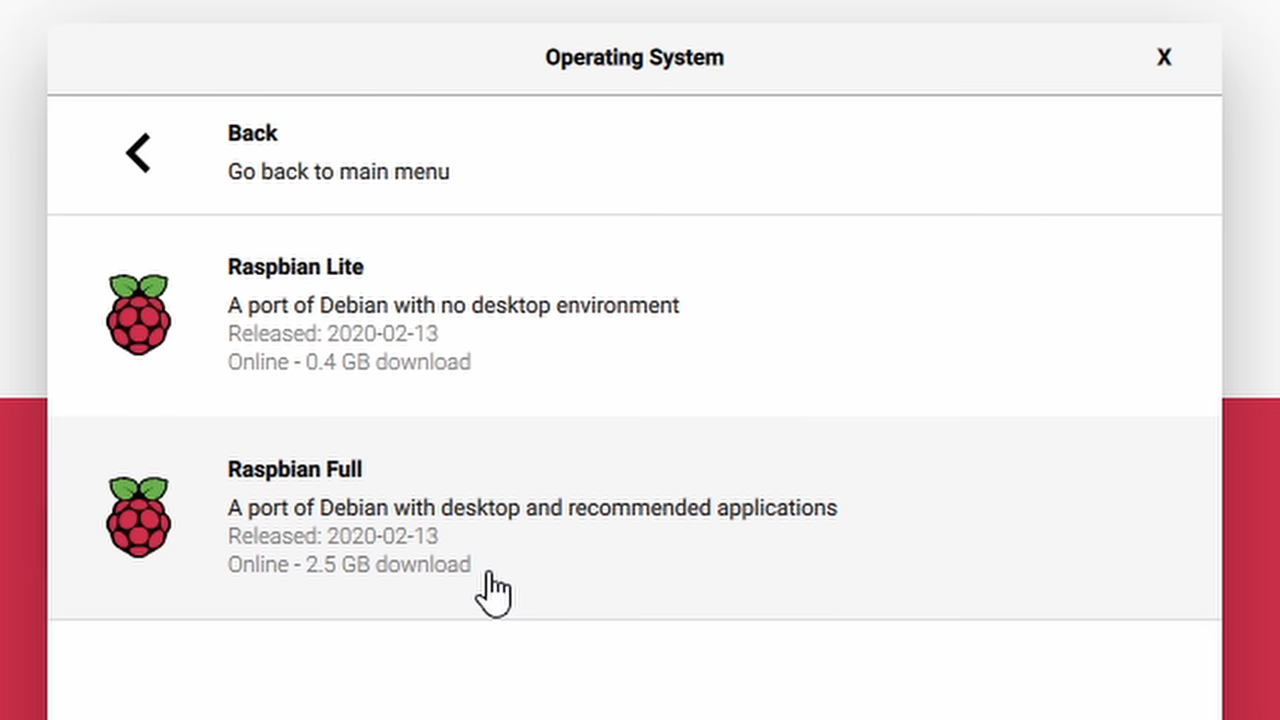 Operating System
X
Back
Go back to main menu
Raspbian Lite
A port of Debian with no desktop environment
Released: 2020-02-13
Online - 0.4 GB download
Raspbian Full
A port of Debian with desktop and recommended applications
Released: 2020-02-13
Online - 2.5 GB download